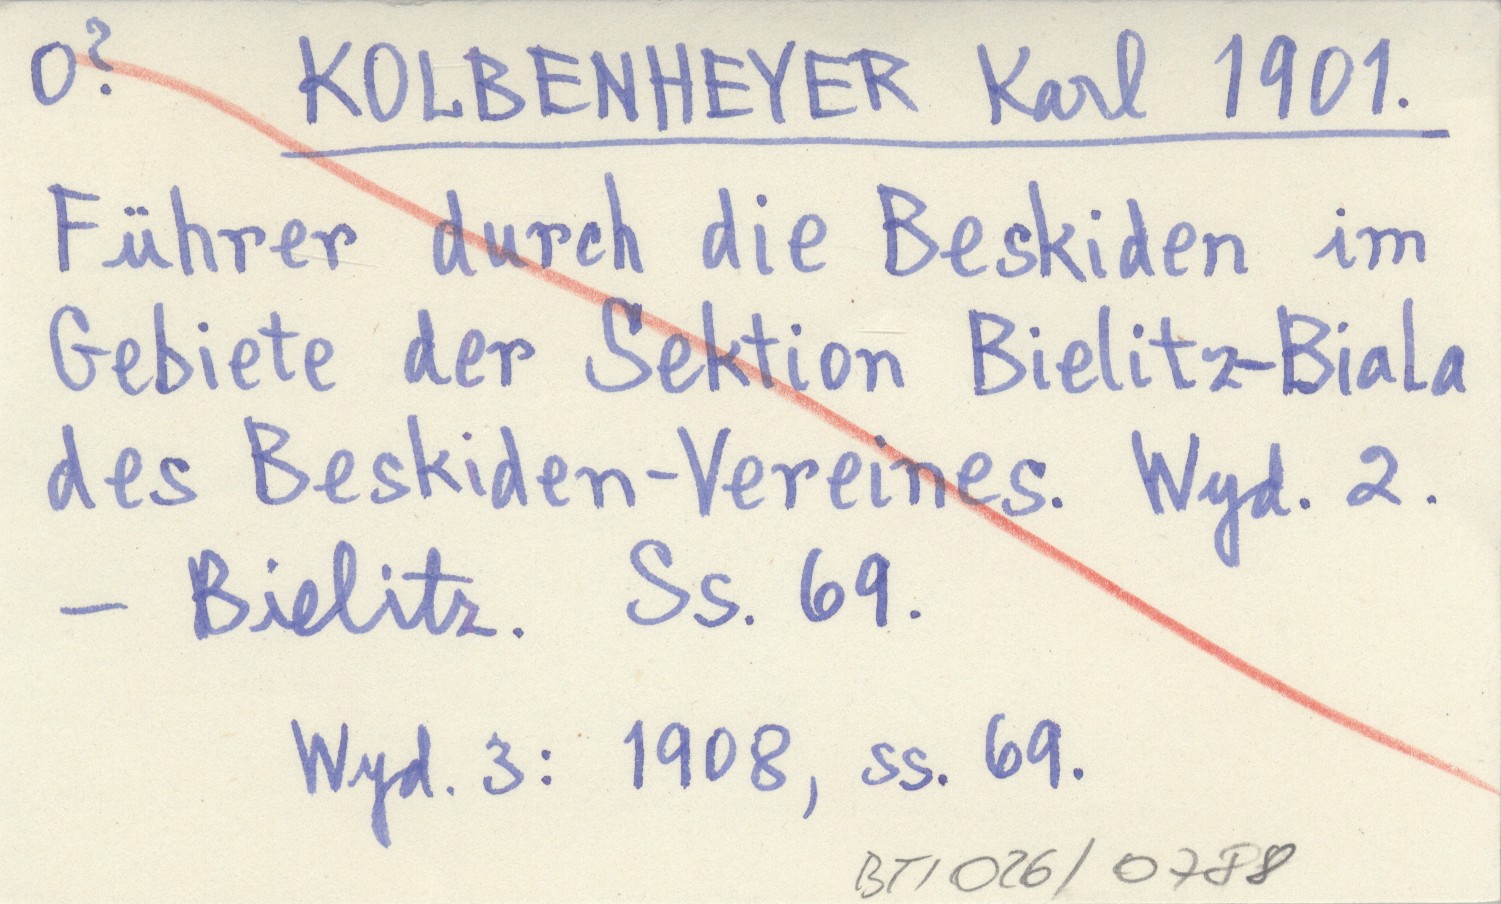 O? KOLBENHEYER Karl 1901.
Führer durch die Beskiden im
Gebiete der Sektion Bielitz-Biala
des Beskiden-Vereines. Wyd. 2.
– Bielitz. Ss. 69.
Wyd. 3: 1908, ss. 69.
BT1026/0788